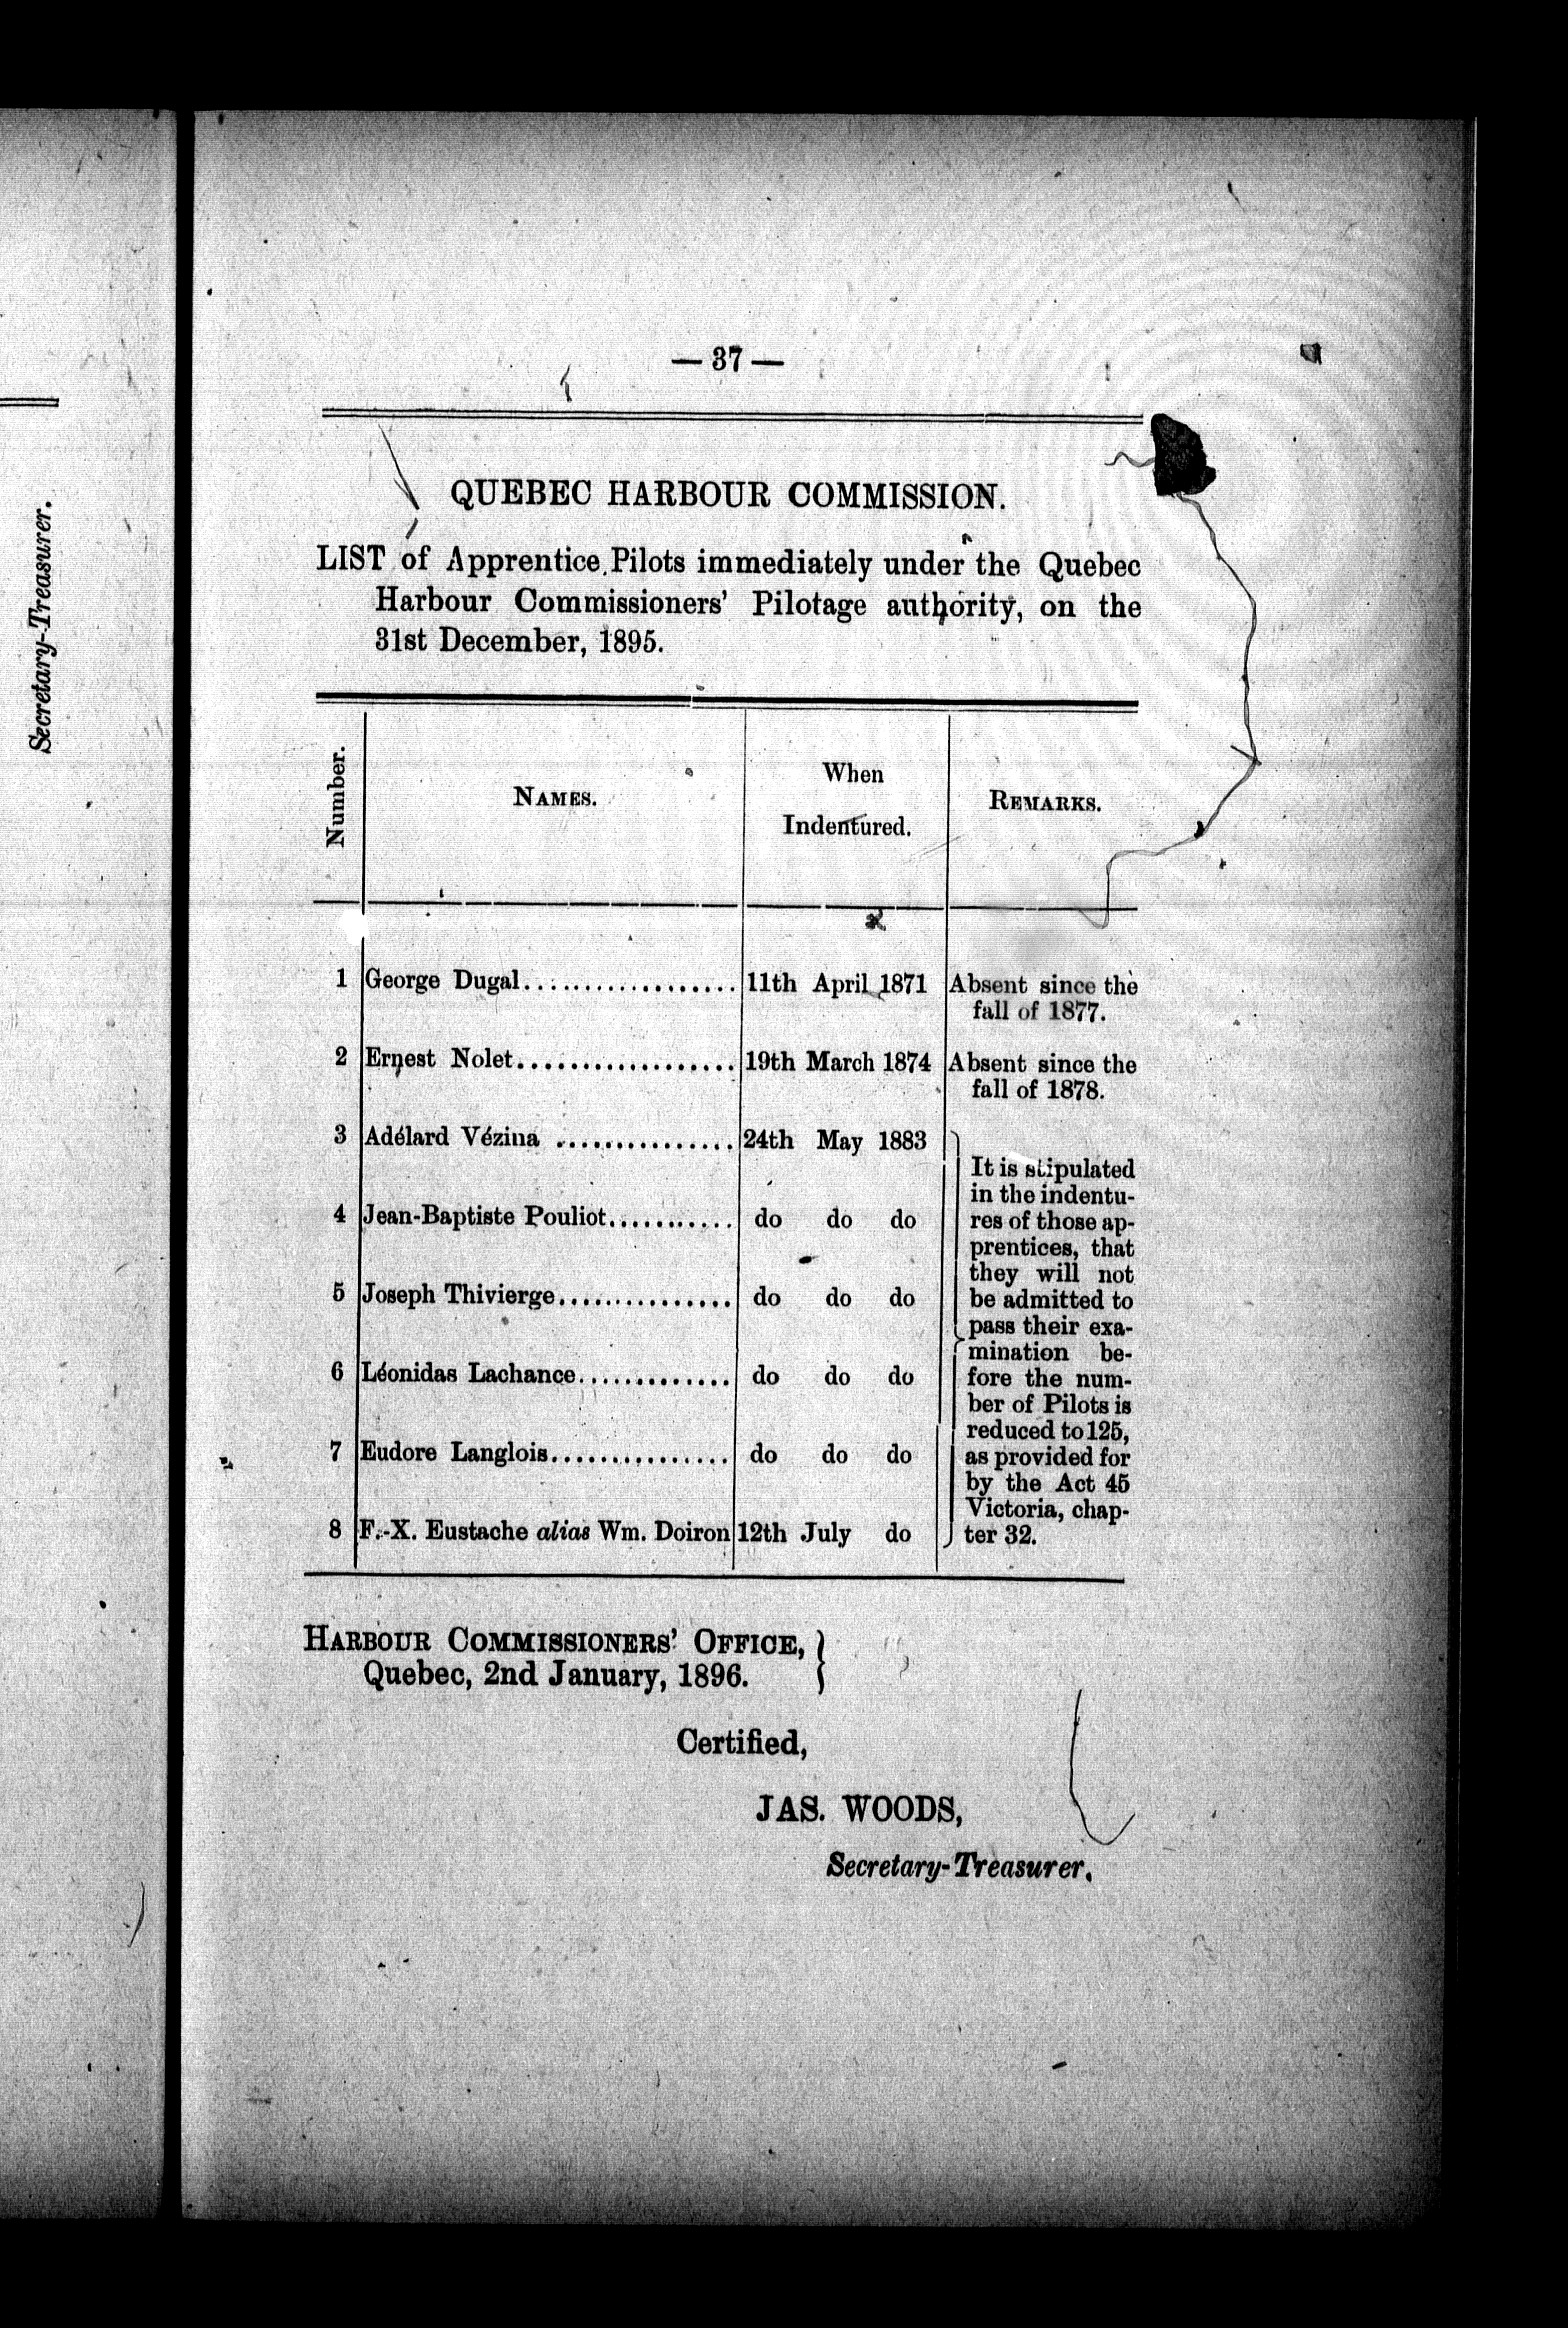 Secretary-Treasurer.
— 37 —
QUEBEC HARBOUR COMMISSION.
LIST of Apprentice Pilots immediately under the Quebec
Harbour Commissioners' Pilotage authority, on the
31st December, 1895.
Number.
NAMES.
When
Indentured.
REMARKS.
1 George Dugal................. 11th April 1871 Absent since the
fall of 1877.
2 Ernest Nolet................. 19th March 1874 Absent since the
fall of 1878.
3 Adélard Vézina ............... 24th May 1883
4 Jean-Baptiste Pouliot........... do do do
5 Joseph Thivierge............... do do do
6 Léonidas Lachance............. do do do
7 Eudore Langlois............... do do do
8 F.-X. Eustache alias Wm. Doiron 12th July do
It is stipulated
in the indentu-
res of those ap-
prentices, that
they will not
be admitted to
pass their exa-
mination be-
fore the num-
ber of Pilots is
reduced to 125,
as provided for
by the Act 45
Victoria, chap-
ter 32.
HARBOUR COMMISSIONERS' OFFICE,
Quebec, 2nd January, 1896.
Certified,
JAS. WOODS,
Secretary-Treasurer.